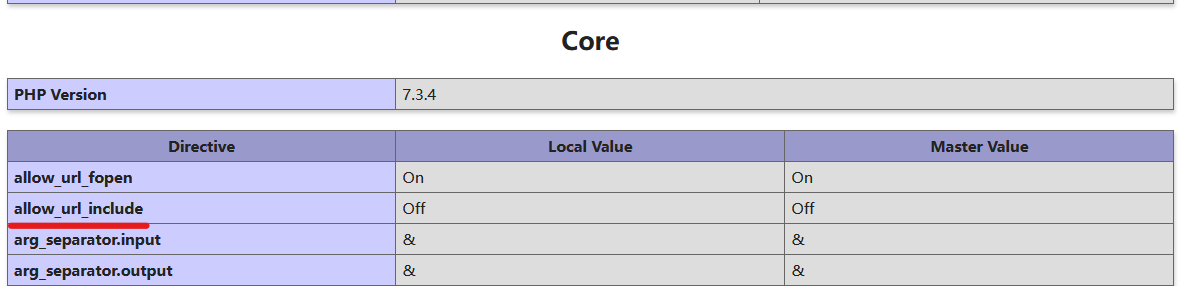 Core
PHP Version 7.3.4
Directive Local Value Master Value
allow_url_fopen On On
allow_url_include Off Off
arg_separator.input & &
arg_separator.output & &